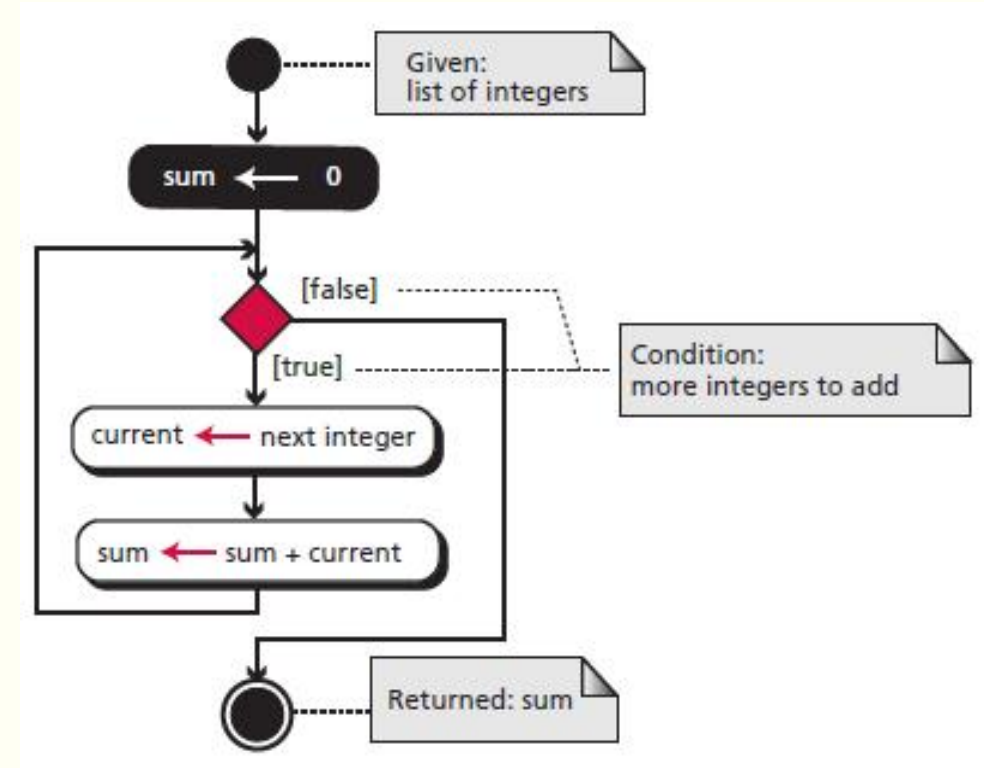 Given:
list of integers
sum ← 0
[false]
[true]
Condition:
more integers to add
current ← next integer
sum ← sum + current
Returned: sum